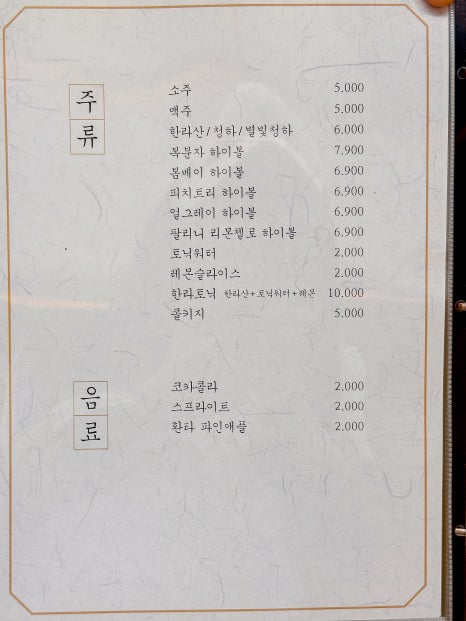 주류
소주 5,000
맥주 5,000
한라산/청하/별빛청하 6,000
복분자 하이볼 7,900
봄베이 하이볼 6,900
피치트리 하이볼 6,900
얼그레이 하이볼 6,900
팔리니 리몬첼로 하이볼 6,900
토닉워터 2,000
레몬슬라이스 2,000
한라토닉 한라산+토닉워터+레몬 10,000
콜키지 5,000
음료
코카콜라 2,000
스프라이트 2,000
환타 파인애플 2,000